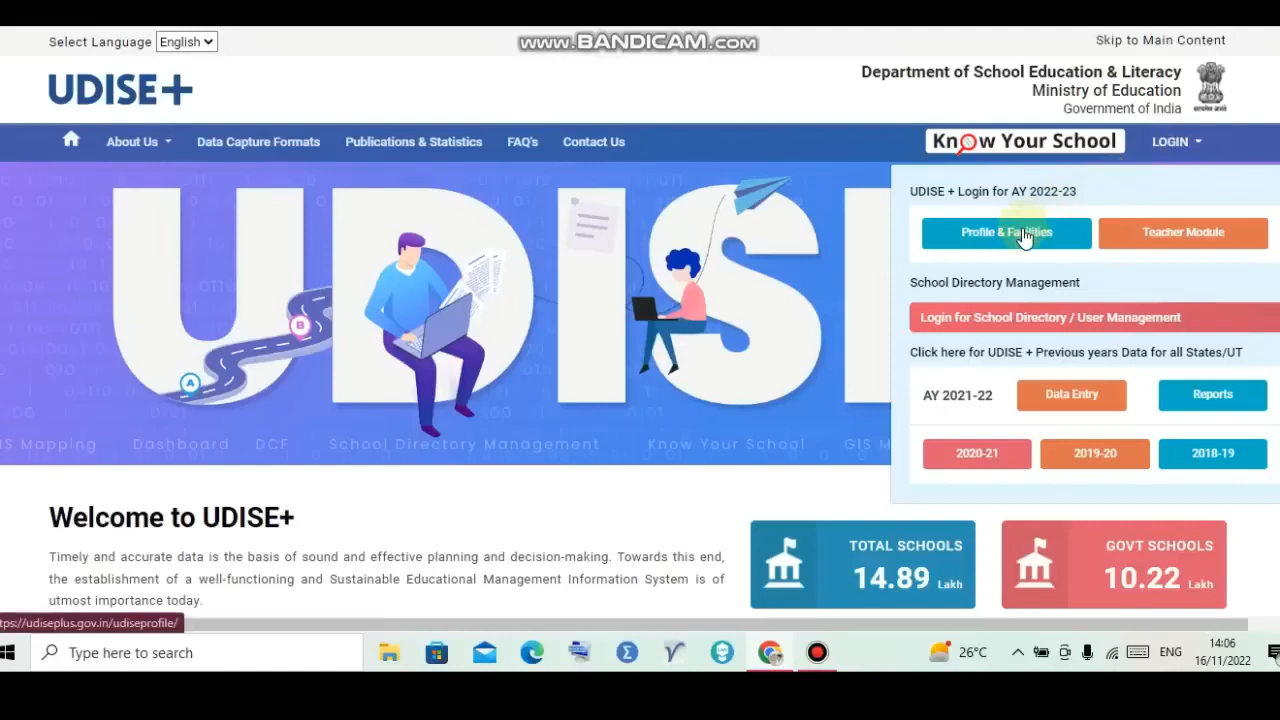 Select Language English
www.BANDICAM.com
Skip to Main Content
UDISE+
Department of School Education & Literacy
Ministry of Education
Government of India
About Us
Data Capture Formats
Publications & Statistics
FAQ's
Contact Us
Know Your School
LOGIN
UDISE
UDISE + Login for AY 2022-23
Profile & Facilities
Teacher Module
School Directory Management
Login for School Directory / User Management
Click here for UDISE + Previous years Data for all States/UT
AY 2021-22
Data Entry
Reports
2020-21
2019-20
2018-19
B
A
IS Mapping
Dashboard
DCF
School Directory Management
Know Your School
GIS M
Welcome to UDISE+
Timely and accurate data is the basis of sound and effective planning and decision-making. Towards this end,
the establishment of a well-functioning and Sustainable Educational Management Information System is of
utmost importance today.
TOTAL SCHOOLS
14.89 Lakh
GOVT SCHOOLS
10.22 Lakh
tps://udiseplus.gov.in/udiseprofile/
Type here to search
26°C
ENG
14:06
16/11/2022